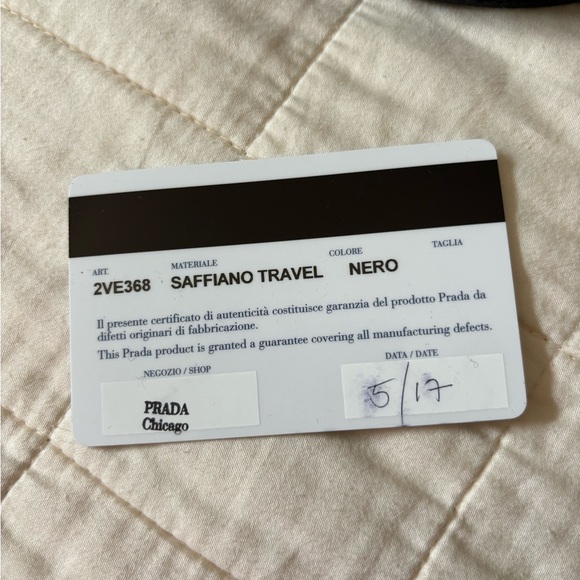 ART. MATERIALE COLORE TAGLIA
2VE368 SAFFIANO TRAVEL NERO
Il presente certificato di autenticità costituisce garanzia del prodotto Prada da
difetti originari di fabbricazione.
This Prada product is granted a guarantee covering all manufacturing defects.
NEGOZIO / SHOP
PRADA
Chicago
DATA / DATE
5/17